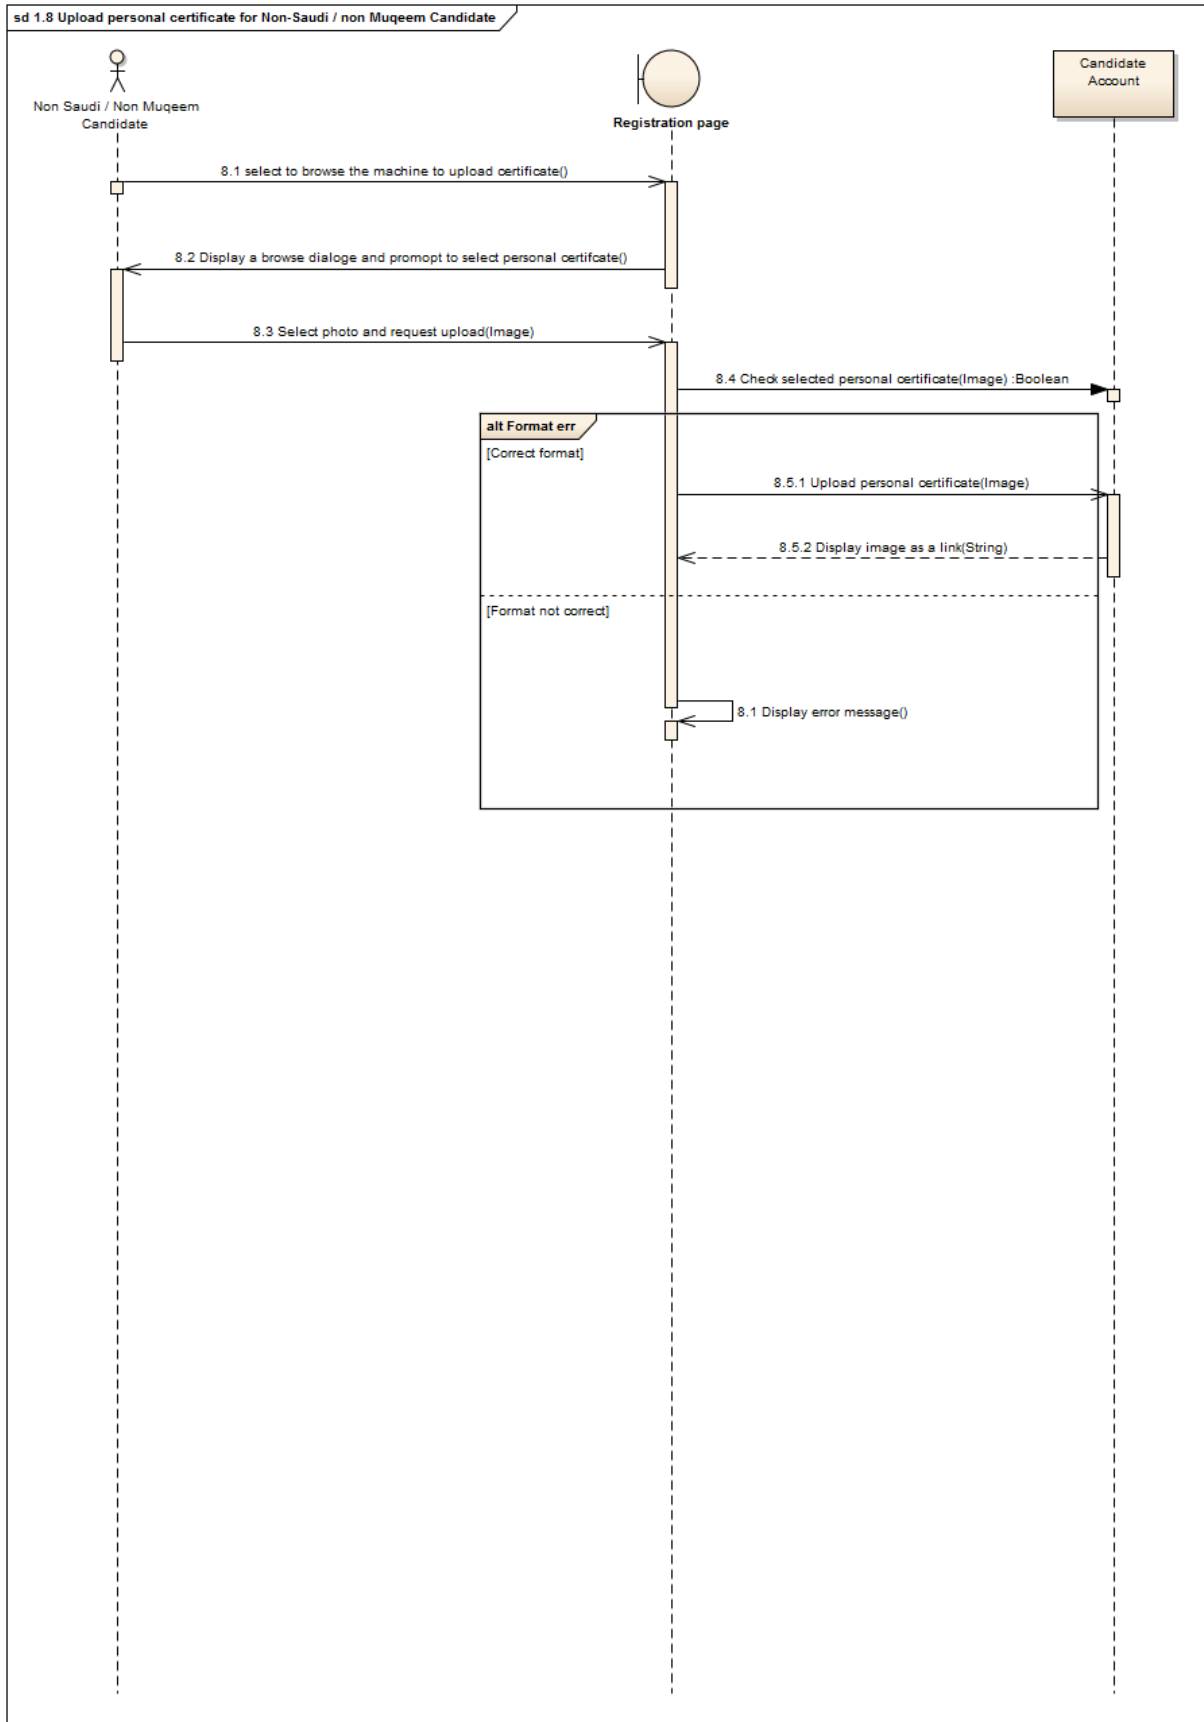 sd 1.8 Upload personal certificate for Non-Saudi / non Muqeem Candidate
Non Saudi / Non Muqeem
Candidate
Registration page
Candidate
Account
8.1 select to browse the machine to upload certificate()
8.2 Display a browse dialoge and promopt to select personal certifcate()
8.3 Select photo and request upload(Image)
8.4 Check selected personal certificate(Image) :Boolean
alt Format err
[Correct format]
8.5.1 Upload personal certificate(Image)
8.5.2 Display image as a link(String)
[Format not correct]
8.1 Display error message()